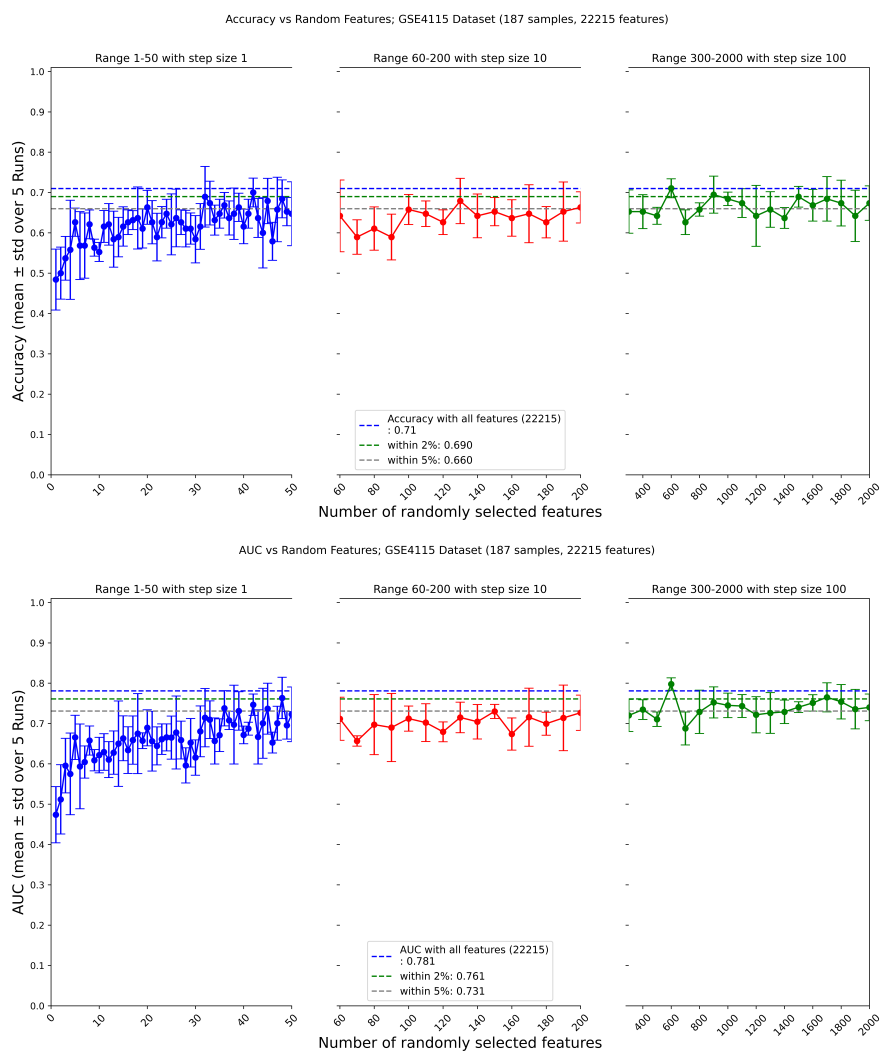 Accuracy vs Random Features; GSE4115 Dataset (187 samples, 22215 features)
Range 1-50 with step size 1
Range 60-200 with step size 10
Range 300-2000 with step size 100
Accuracy (mean ± std over 5 Runs)
1.0
0.9
0.8
0.7
0.6
0.5
0.4
0.3
0.2
0.1
0.0
Accuracy with all features (22215)
: 0.71
within 2%: 0.690
within 5%: 0.660
0 10 20 30 40 50
60 80 100 120 140 160 180 200
400 600 800 1000 1200 1400 1600 1800 2000
Number of randomly selected features
AUC vs Random Features; GSE4115 Dataset (187 samples, 22215 features)
Range 1-50 with step size 1
Range 60-200 with step size 10
Range 300-2000 with step size 100
AUC (mean ± std over 5 Runs)
1.0
0.9
0.8
0.7
0.6
0.5
0.4
0.3
0.2
0.1
0.0
AUC with all features (22215)
: 0.781
within 2%: 0.761
within 5%: 0.731
0 10 20 30 40 50
60 80 100 120 140 160 180 200
400 600 800 1000 1200 1400 1600 1800 2000
Number of randomly selected features